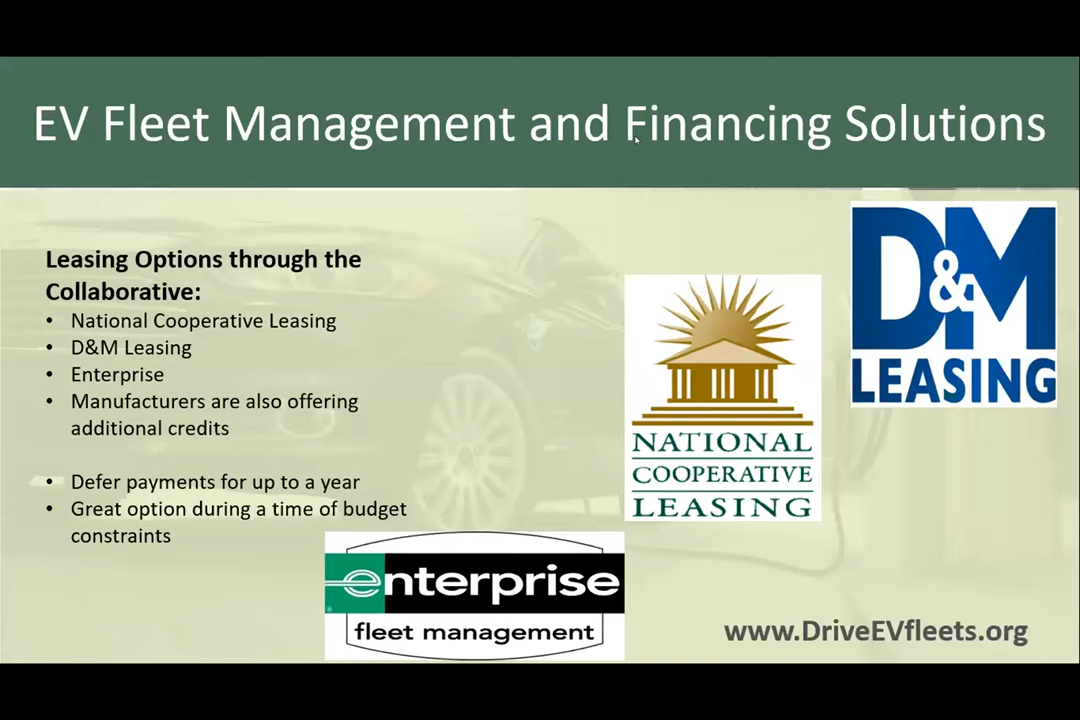 EV Fleet Management and Financing Solutions
Leasing Options through the
Collaborative:
• National Cooperative Leasing
• D&M Leasing
• Enterprise
• Manufacturers are also offering
additional credits
• Defer payments for up to a year
• Great option during a time of budget
constraints
D&M
LEASING
NATIONAL
COOPERATIVE
LEASING
enterprise
fleet management
www.DriveEVfleets.org